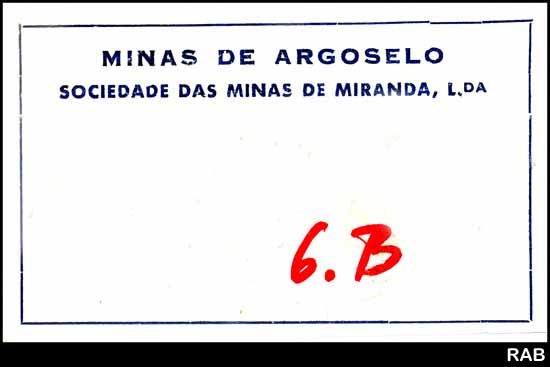 MINAS DE ARGOSELO
SOCIEDADE DAS MINAS DE MIRANDA, L.DA
6.B
RAB